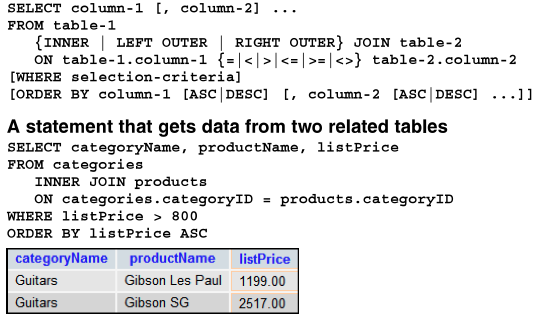 SELECT column-1 [, column-2] ...
FROM table-1
{INNER | LEFT OUTER | RIGHT OUTER} JOIN table-2
ON table-1.column-1 {=|<|>|<=|>=|<>} table-2.column-2
[WHERE selection-criteria]
[ORDER BY column-1 [ASC|DESC] [, column-2 [ASC|DESC] ...]]
A statement that gets data from two related tables
SELECT categoryName, productName, listPrice
FROM categories
INNER JOIN products
ON categories.categoryID = products.categoryID
WHERE listPrice > 800
ORDER BY listPrice ASC
categoryName productName listPrice
Guitars Gibson Les Paul 1199.00
Guitars Gibson SG 2517.00